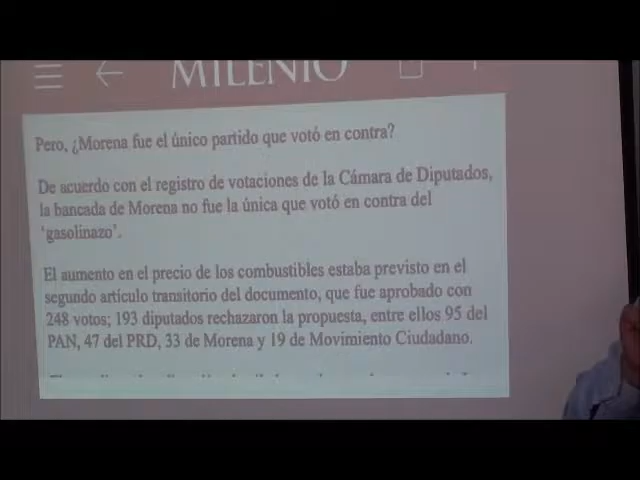 MILENIO
Pero, ¿Morena fue el único partido que votó en contra?
De acuerdo con el registro de votaciones de la Cámara de Diputados,
la bancada de Morena no fue la única que votó en contra del
'gasolinazo'.
El aumento en el precio de los combustibles estaba previsto en el
segundo artículo transitorio del documento, que fue aprobado con
248 votos; 193 diputados rechazaron la propuesta, entre ellos 95 del
PAN, 47 del PRD, 33 de Morena y 19 de Movimiento Ciudadano.